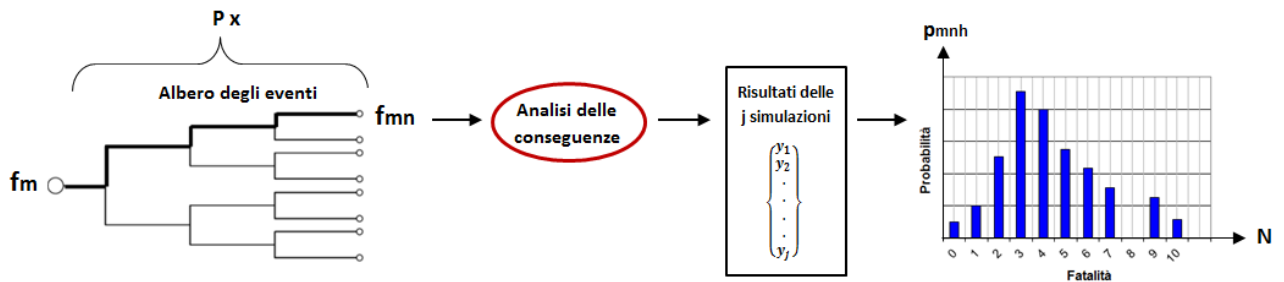 P x
Albero degli eventi
fm
fmn
Analisi delle
conseguenze
Risultati delle
j simulazioni
y1
y2
.
.
.
.
yj
pmnh
Probabilità
0 1 2 3 4 5 6 7 8 9 10
Fatalità
N